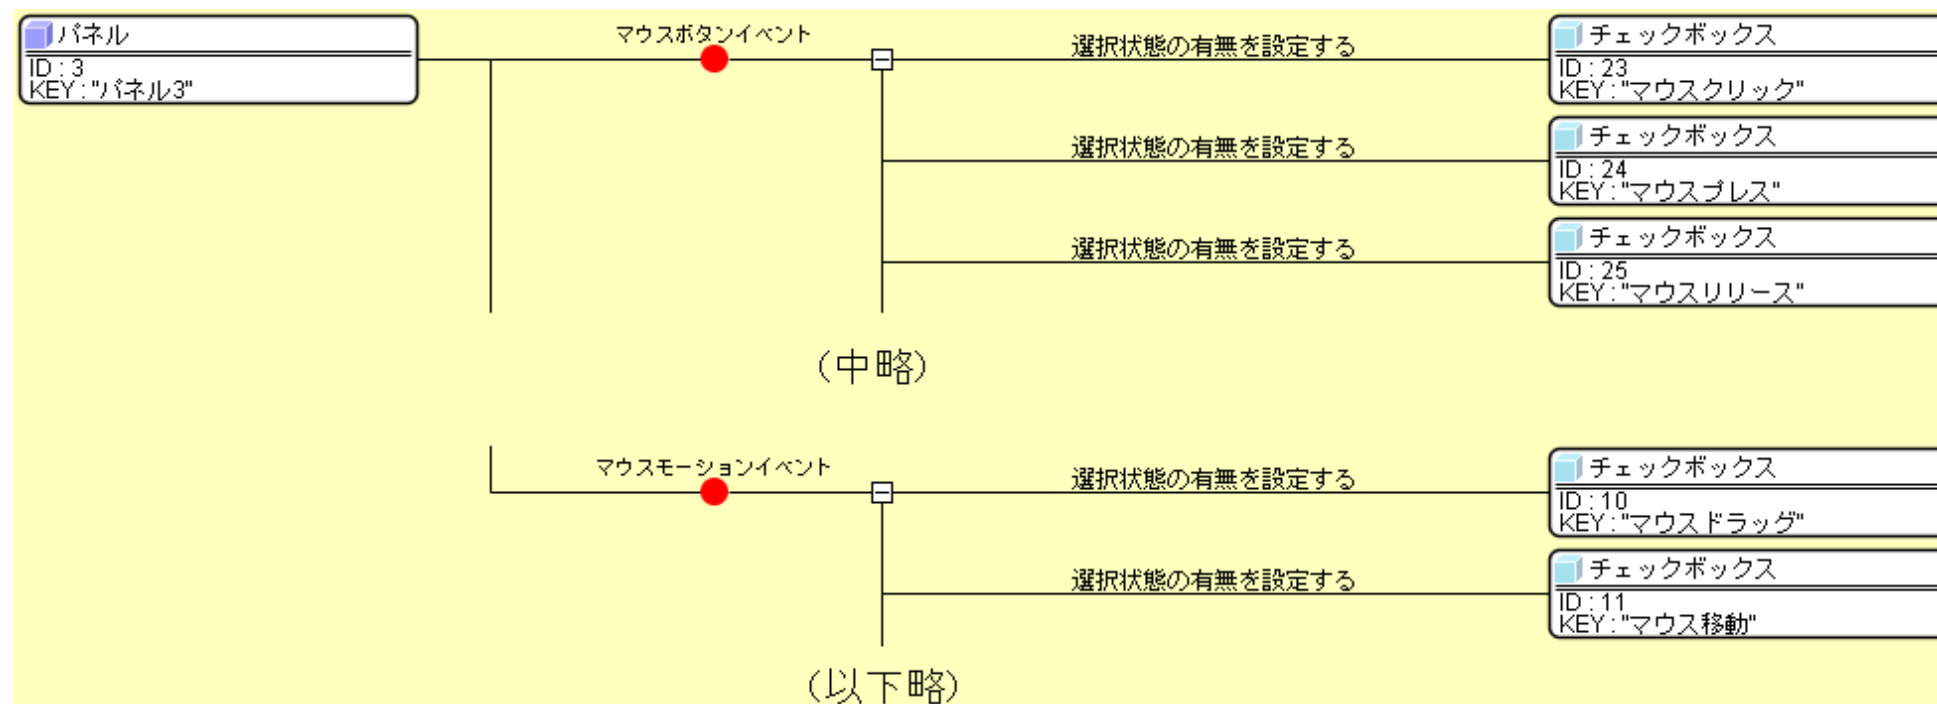 パネル
ID : 3
KEY : "パネル3"
マウスボタンイベント
選択状態の有無を設定する
チェックボックス
ID : 23
KEY : "マウスクリック"
選択状態の有無を設定する
チェックボックス
ID : 24
KEY : "マウスプレス"
選択状態の有無を設定する
チェックボックス
ID : 25
KEY : "マウスリリース"
(中略)
マウスモーションイベント
選択状態の有無を設定する
チェックボックス
ID : 10
KEY : "マウスドラッグ"
選択状態の有無を設定する
チェックボックス
ID : 11
KEY : "マウス移動"
(以下略)